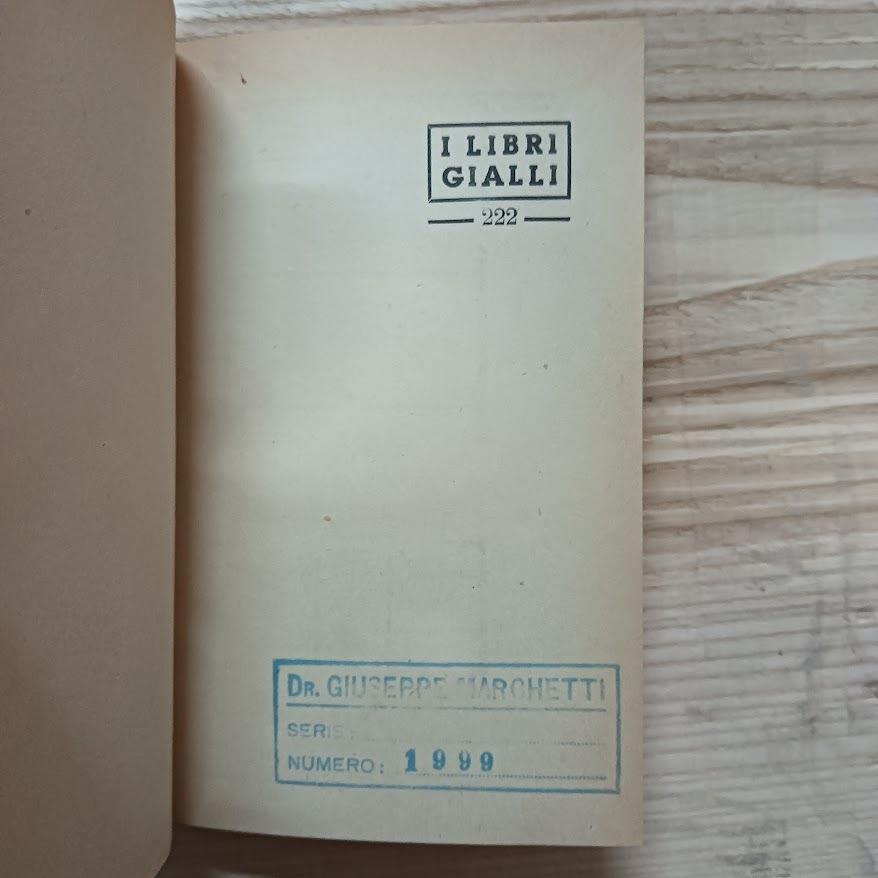 I LIBRI
GIALLI
222
DR. GIUSEPPE MARCHETTI
SERIE:
NUMERO: 1999